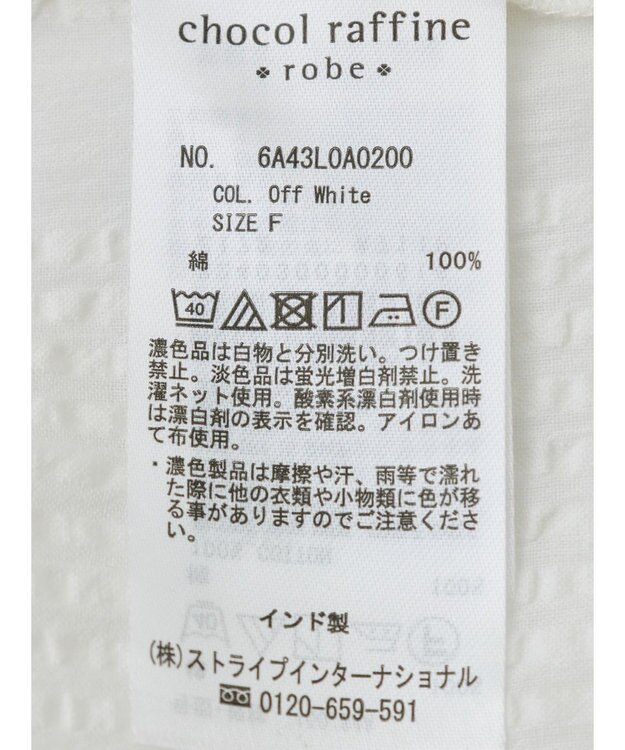 chocol raffine
robe
NO. 6A43L0A0200
COL. Off White
SIZE F
綿 100%
40 F
濃色品は白物と分別洗い。つけ置き
禁止。淡色品は蛍光増白剤禁止。洗
濯ネット使用。酸素系漂白剤使用時
は漂白剤の表示を確認。アイロンあ
て布使用。
・濃色製品は摩擦や汗、雨等で濡れ
た際に他の衣類や小物類に色が移
る事がありますのでご注意くださ
い。
インド製
(株)ストライプインターナショナル
0120-659-591